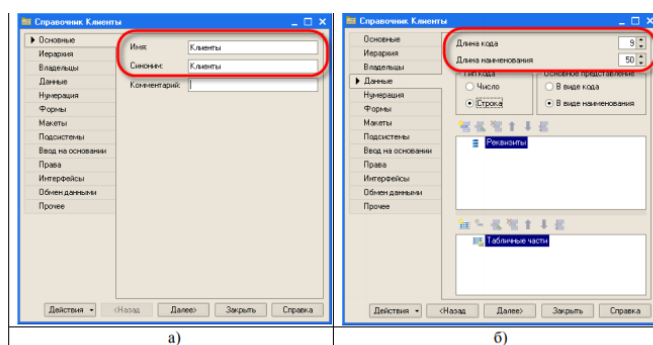 Справочник Клиенты
Основные
Иерархия
Владельцы
Данные
Нумерация
Формы
Макеты
Подсистемы
Ввод на основании
Права
Интерфейсы
Обмен данными
Прочее
Имя: Клиенты
Синоним: Клиенты
Комментарий:
Действия <Назад Далее> Закрыть Справка
а)
Справочник Клиенты
Основные
Иерархия
Владельцы
Данные
Нумерация
Формы
Макеты
Подсистемы
Ввод на основании
Права
Интерфейсы
Обмен данными
Прочее
Длина кода 9
Длина наименования 50
Тип кода Основное представление
Число В виде кода
Строка В виде наименования
Реквизиты
Табличные части
Действия <Назад Далее> Закрыть Справка
б)